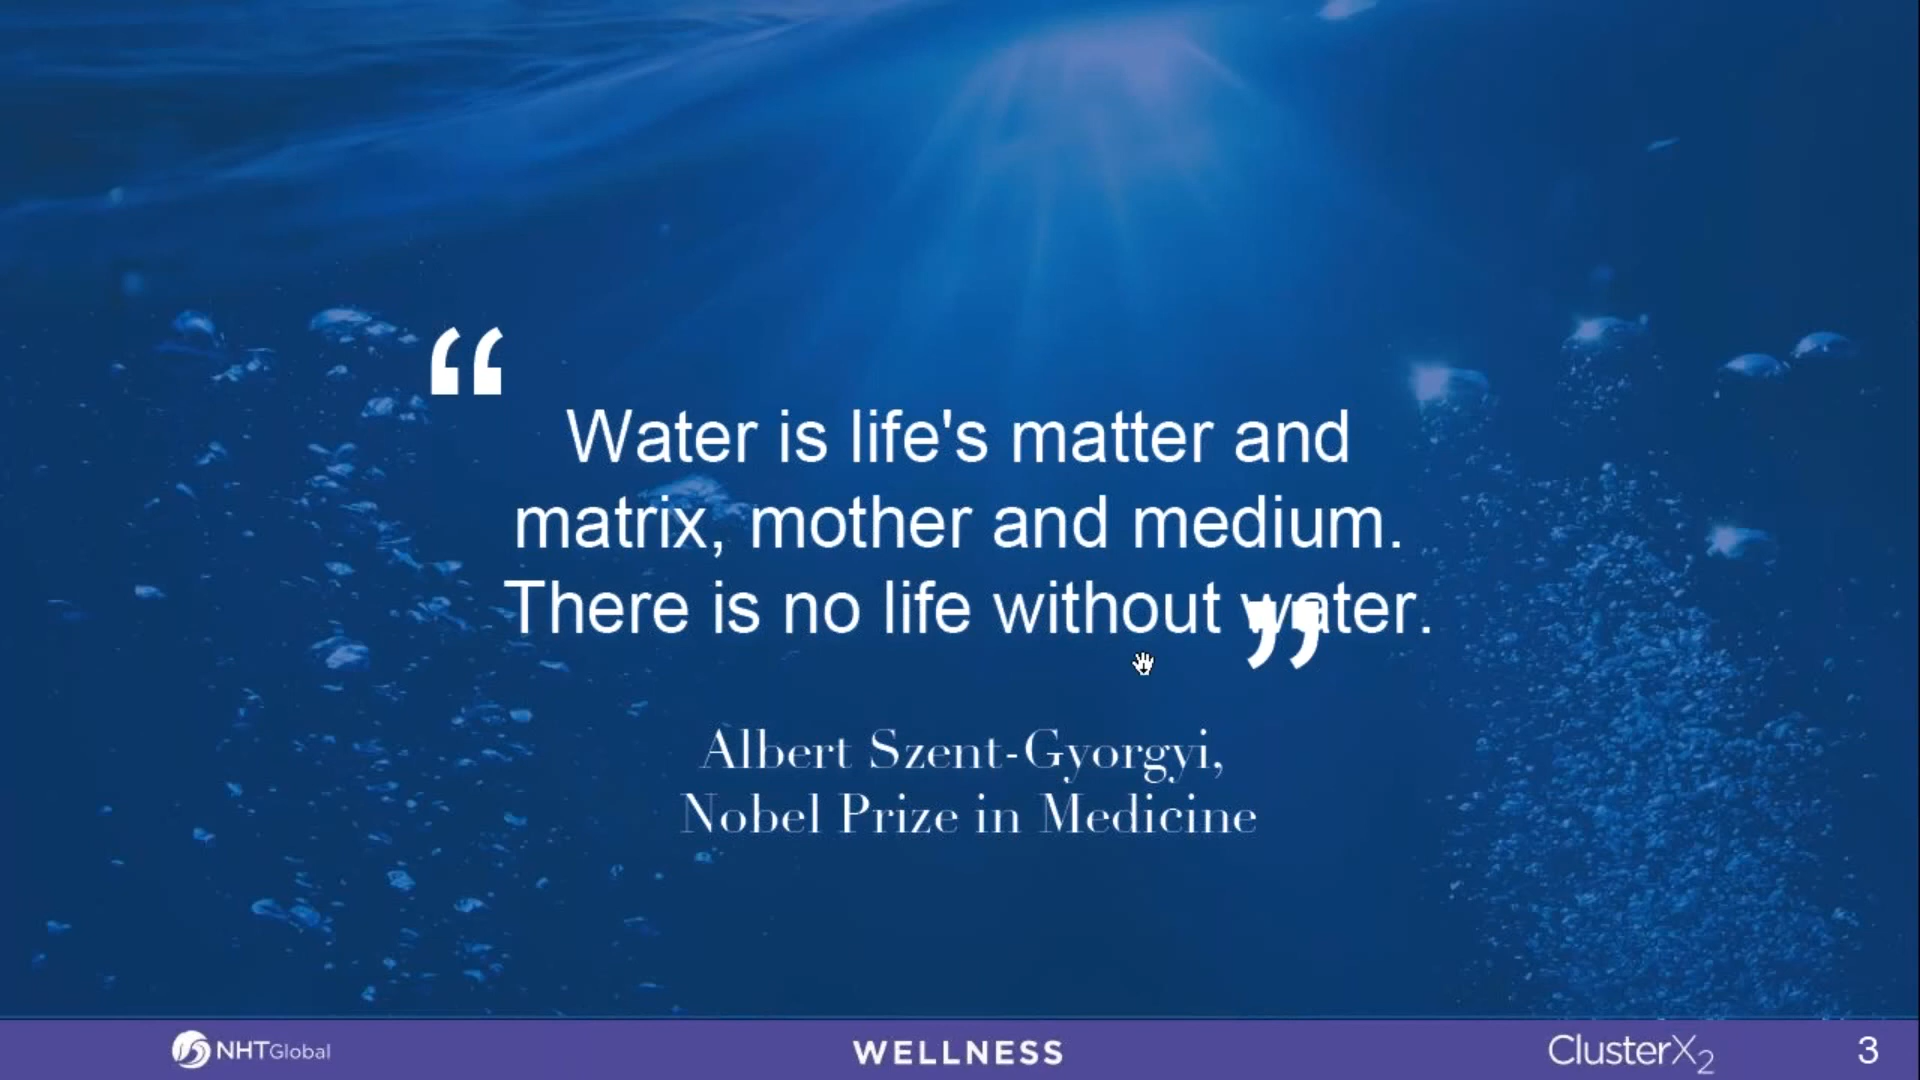 “
Water is life's matter and
matrix, mother and medium.
There is no life without water.
”
Albert Szent-Gyorgyi,
Nobel Prize in Medicine
NHTGlobal
WELLNESS
ClusterX2
3